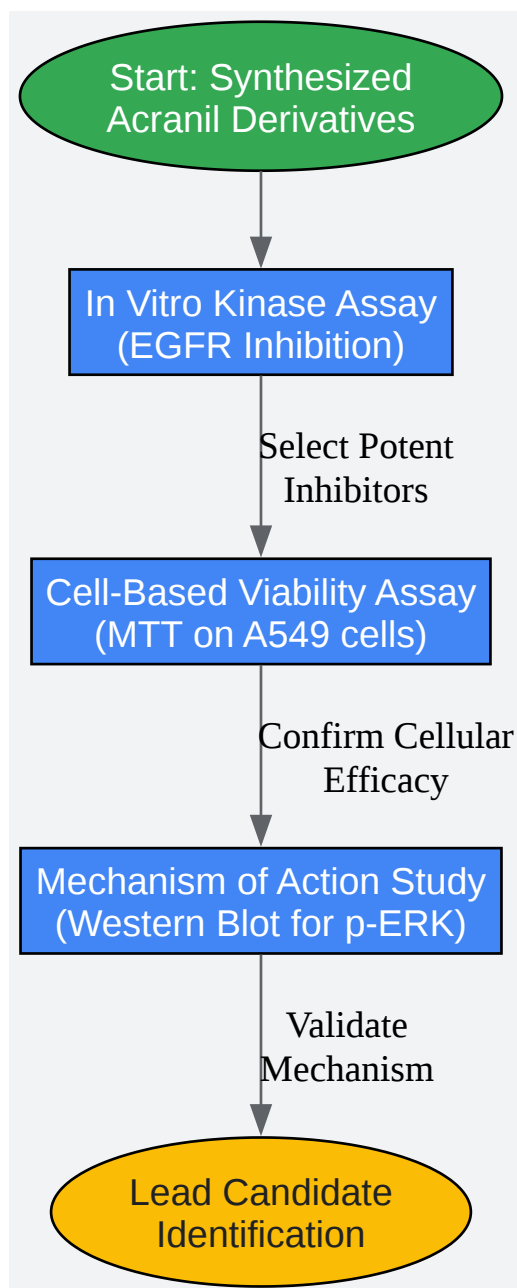 Start: Synthesized
Acranil Derivatives
In Vitro Kinase Assay
(EGFR Inhibition)
Select Potent
Inhibitors
Cell-Based Viability Assay
(MTT on A549 cells)
Confirm Cellular
Efficacy
Mechanism of Action Study
(Western Blot for p-ERK)
Validate
Mechanism
Lead Candidate
Identification